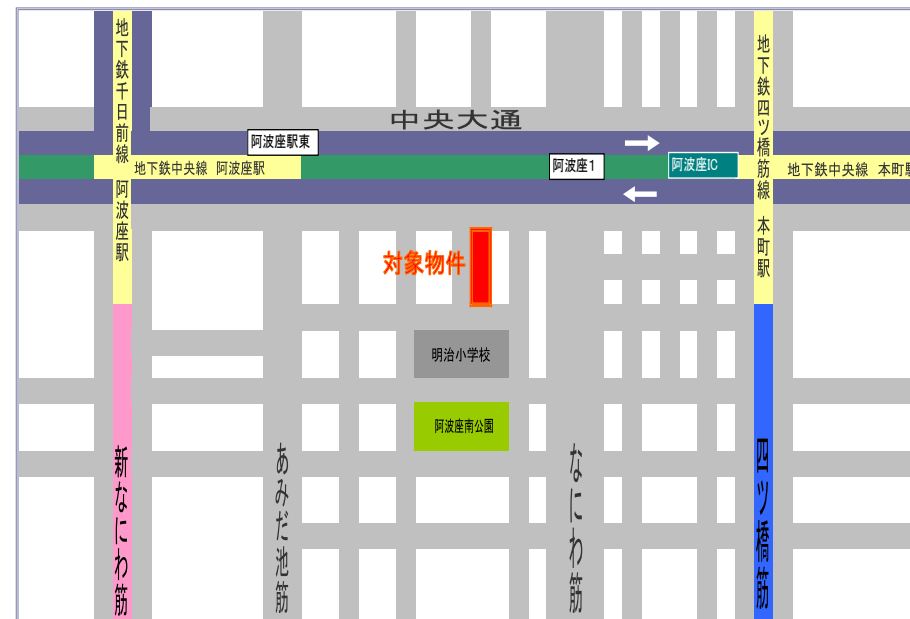 地下鉄千日前線 阿波座駅
地下鉄四ツ橋筋線 本町駅
中央大通
阿波座駅東
阿波座1
阿波座IC
地下鉄中央線 阿波座駅
地下鉄中央線 本町駅
対象物件
明治小学校
阿波座南公園
新なにわ筋
あみだ池筋
なにわ筋
四ツ橋筋